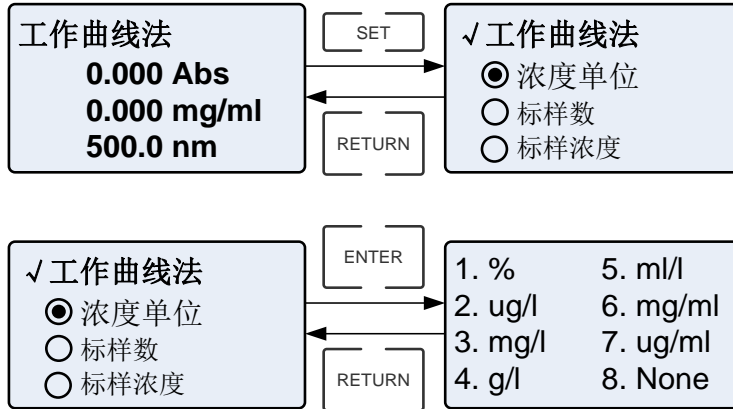 工作曲线法
0.000 Abs
0.000 mg/ml
500.0 nm
SET
RETURN
√工作曲线法
浓度单位
标样数
标样浓度
√工作曲线法
浓度单位
标样数
标样浓度
ENTER
RETURN
1. % 5. ml/l
2. ug/l 6. mg/ml
3. mg/l 7. ug/ml
4. g/l 8. None